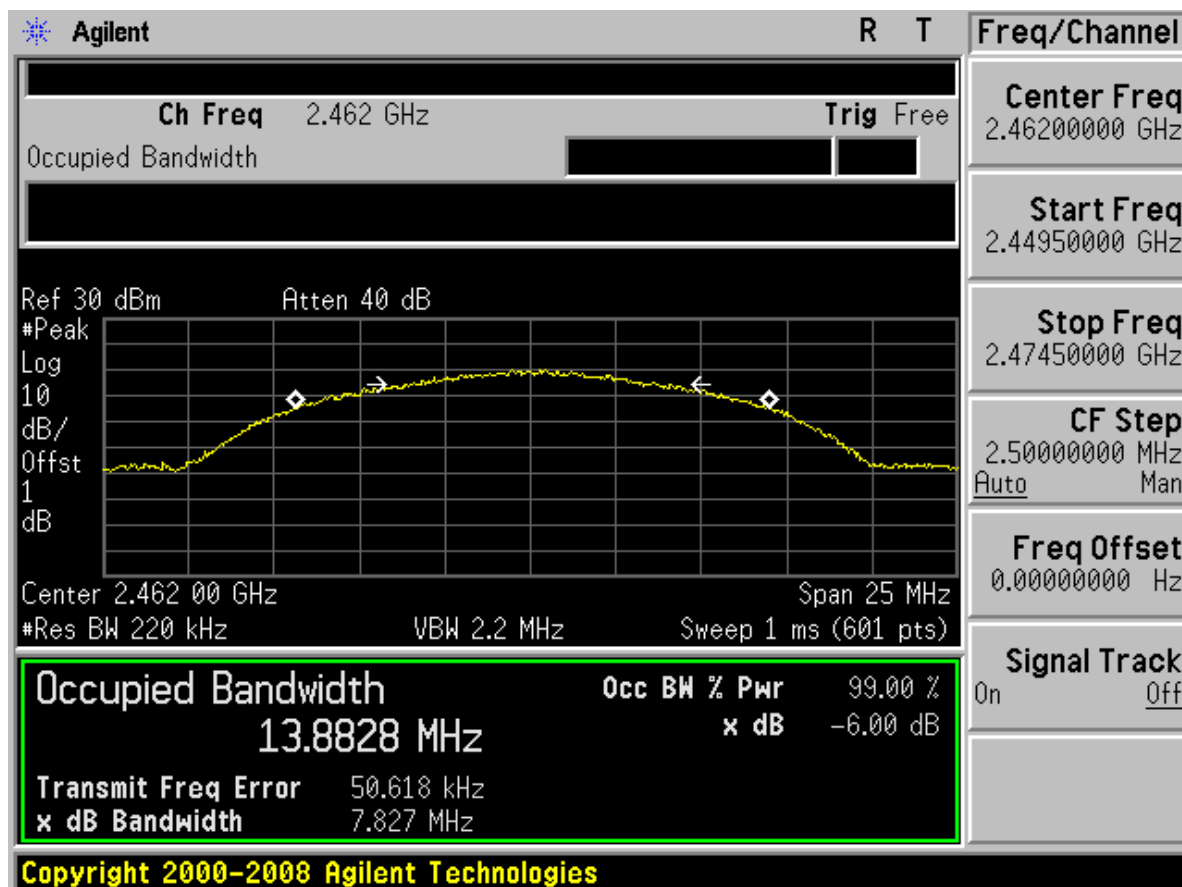 Agilent R T Freq/Channel
Ch Freq 2.462 GHz Trig Free
Occupied Bandwidth
Center Freq
2.46200000 GHz
Start Freq
2.44950000 GHz
Stop Freq
2.47450000 GHz
CF Step
2.50000000 MHz
Auto Man
Freq Offset
0.00000000 Hz
Signal Track
On Off
Ref 30 dBm Atten 40 dB
#Peak
Log
10
dB/
Offst
1
dB
Center 2.462 00 GHz Span 25 MHz
#Res BW 220 kHz VBW 2.2 MHz Sweep 1 ms (601 pts)
Occupied Bandwidth Occ BW % Pwr 99.00 %
13.8828 MHz x dB -6.00 dB
Transmit Freq Error 50.618 kHz
x dB Bandwidth 7.827 MHz
Copyright 2000-2008 Agilent Technologies